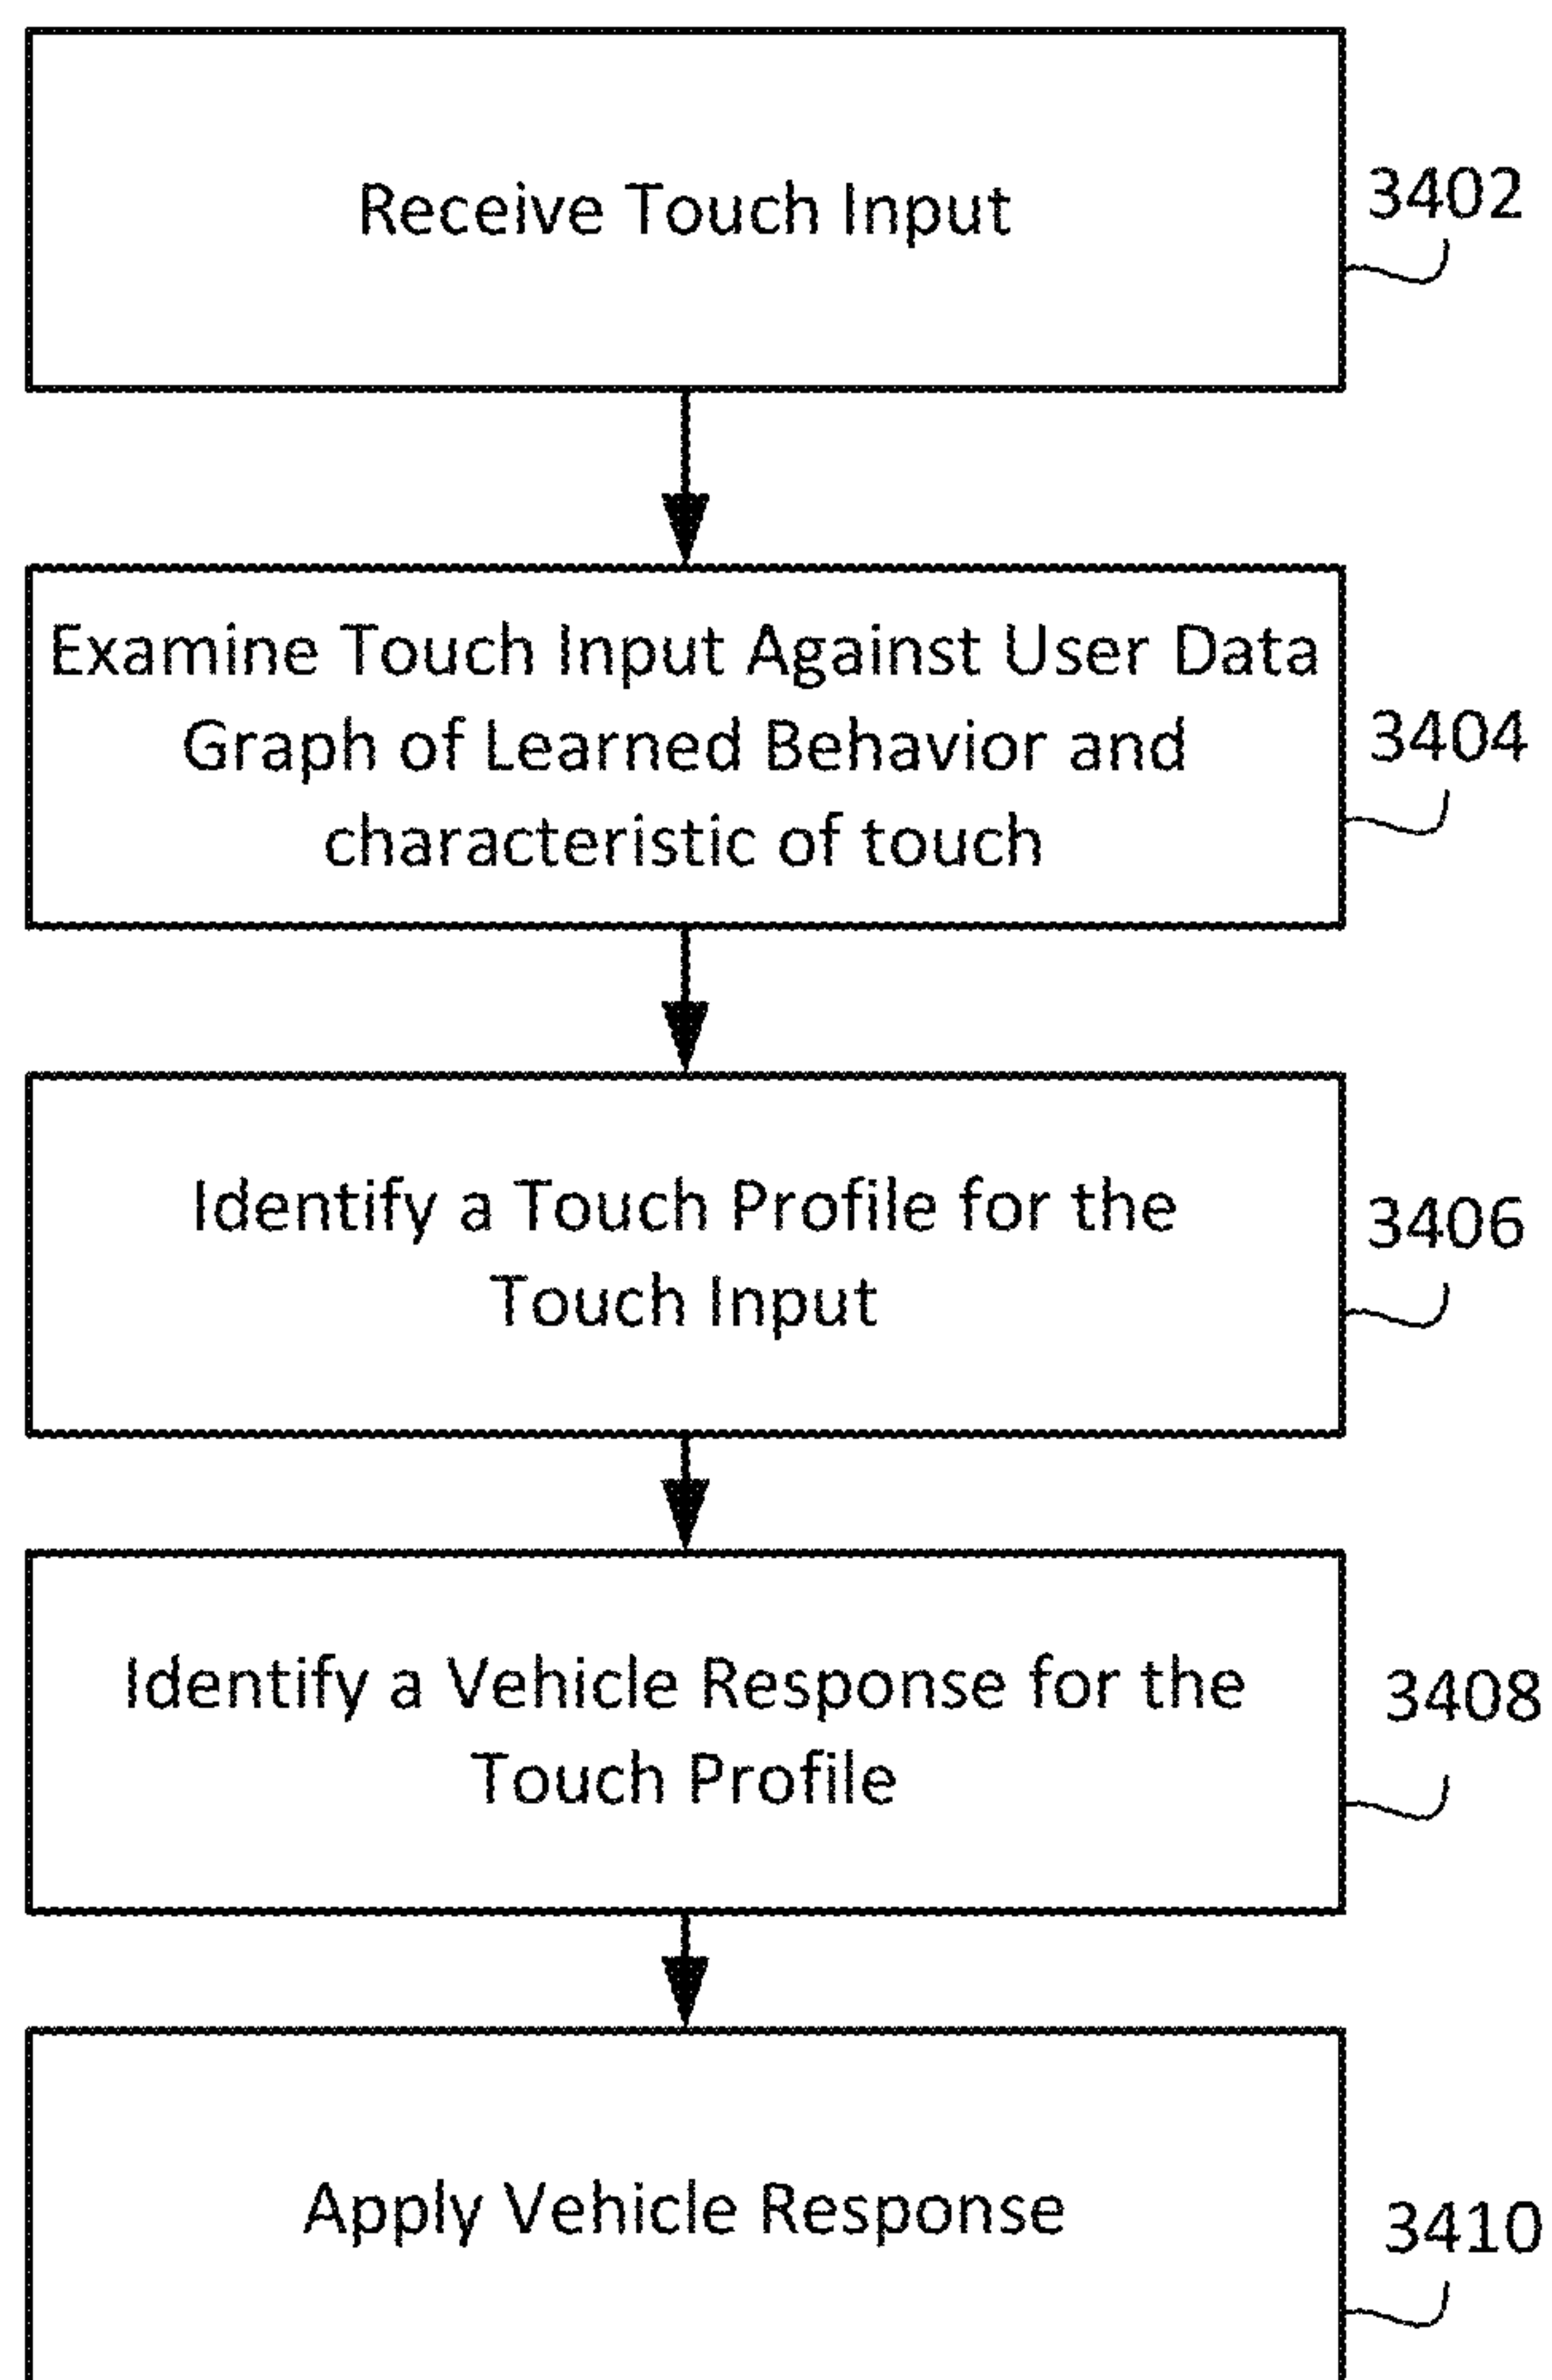 Receive Touch Input
3402
Examine Touch Input Against User Data
Graph of Learned Behavior and
characteristic of touch
3404
Identify a Touch Profile for the
Touch Input
3406
Identify a Vehicle Response for the
Touch Profile
3408
Apply Vehicle Response
3410